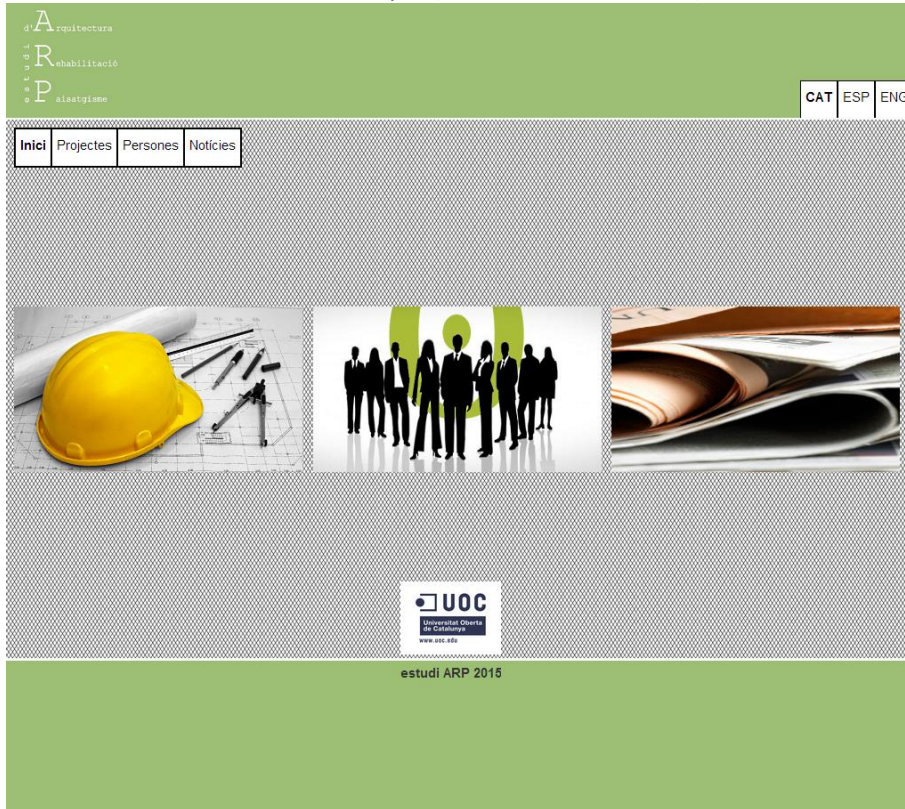 d'Arquitectura
estudi
Rehabilitació
Paisatgisme
CAT ESP ENG
Inici Projectes Persones Notícies
UOC
Universitat Oberta
de Catalunya
www.uoc.edu
estudi ARP 2015